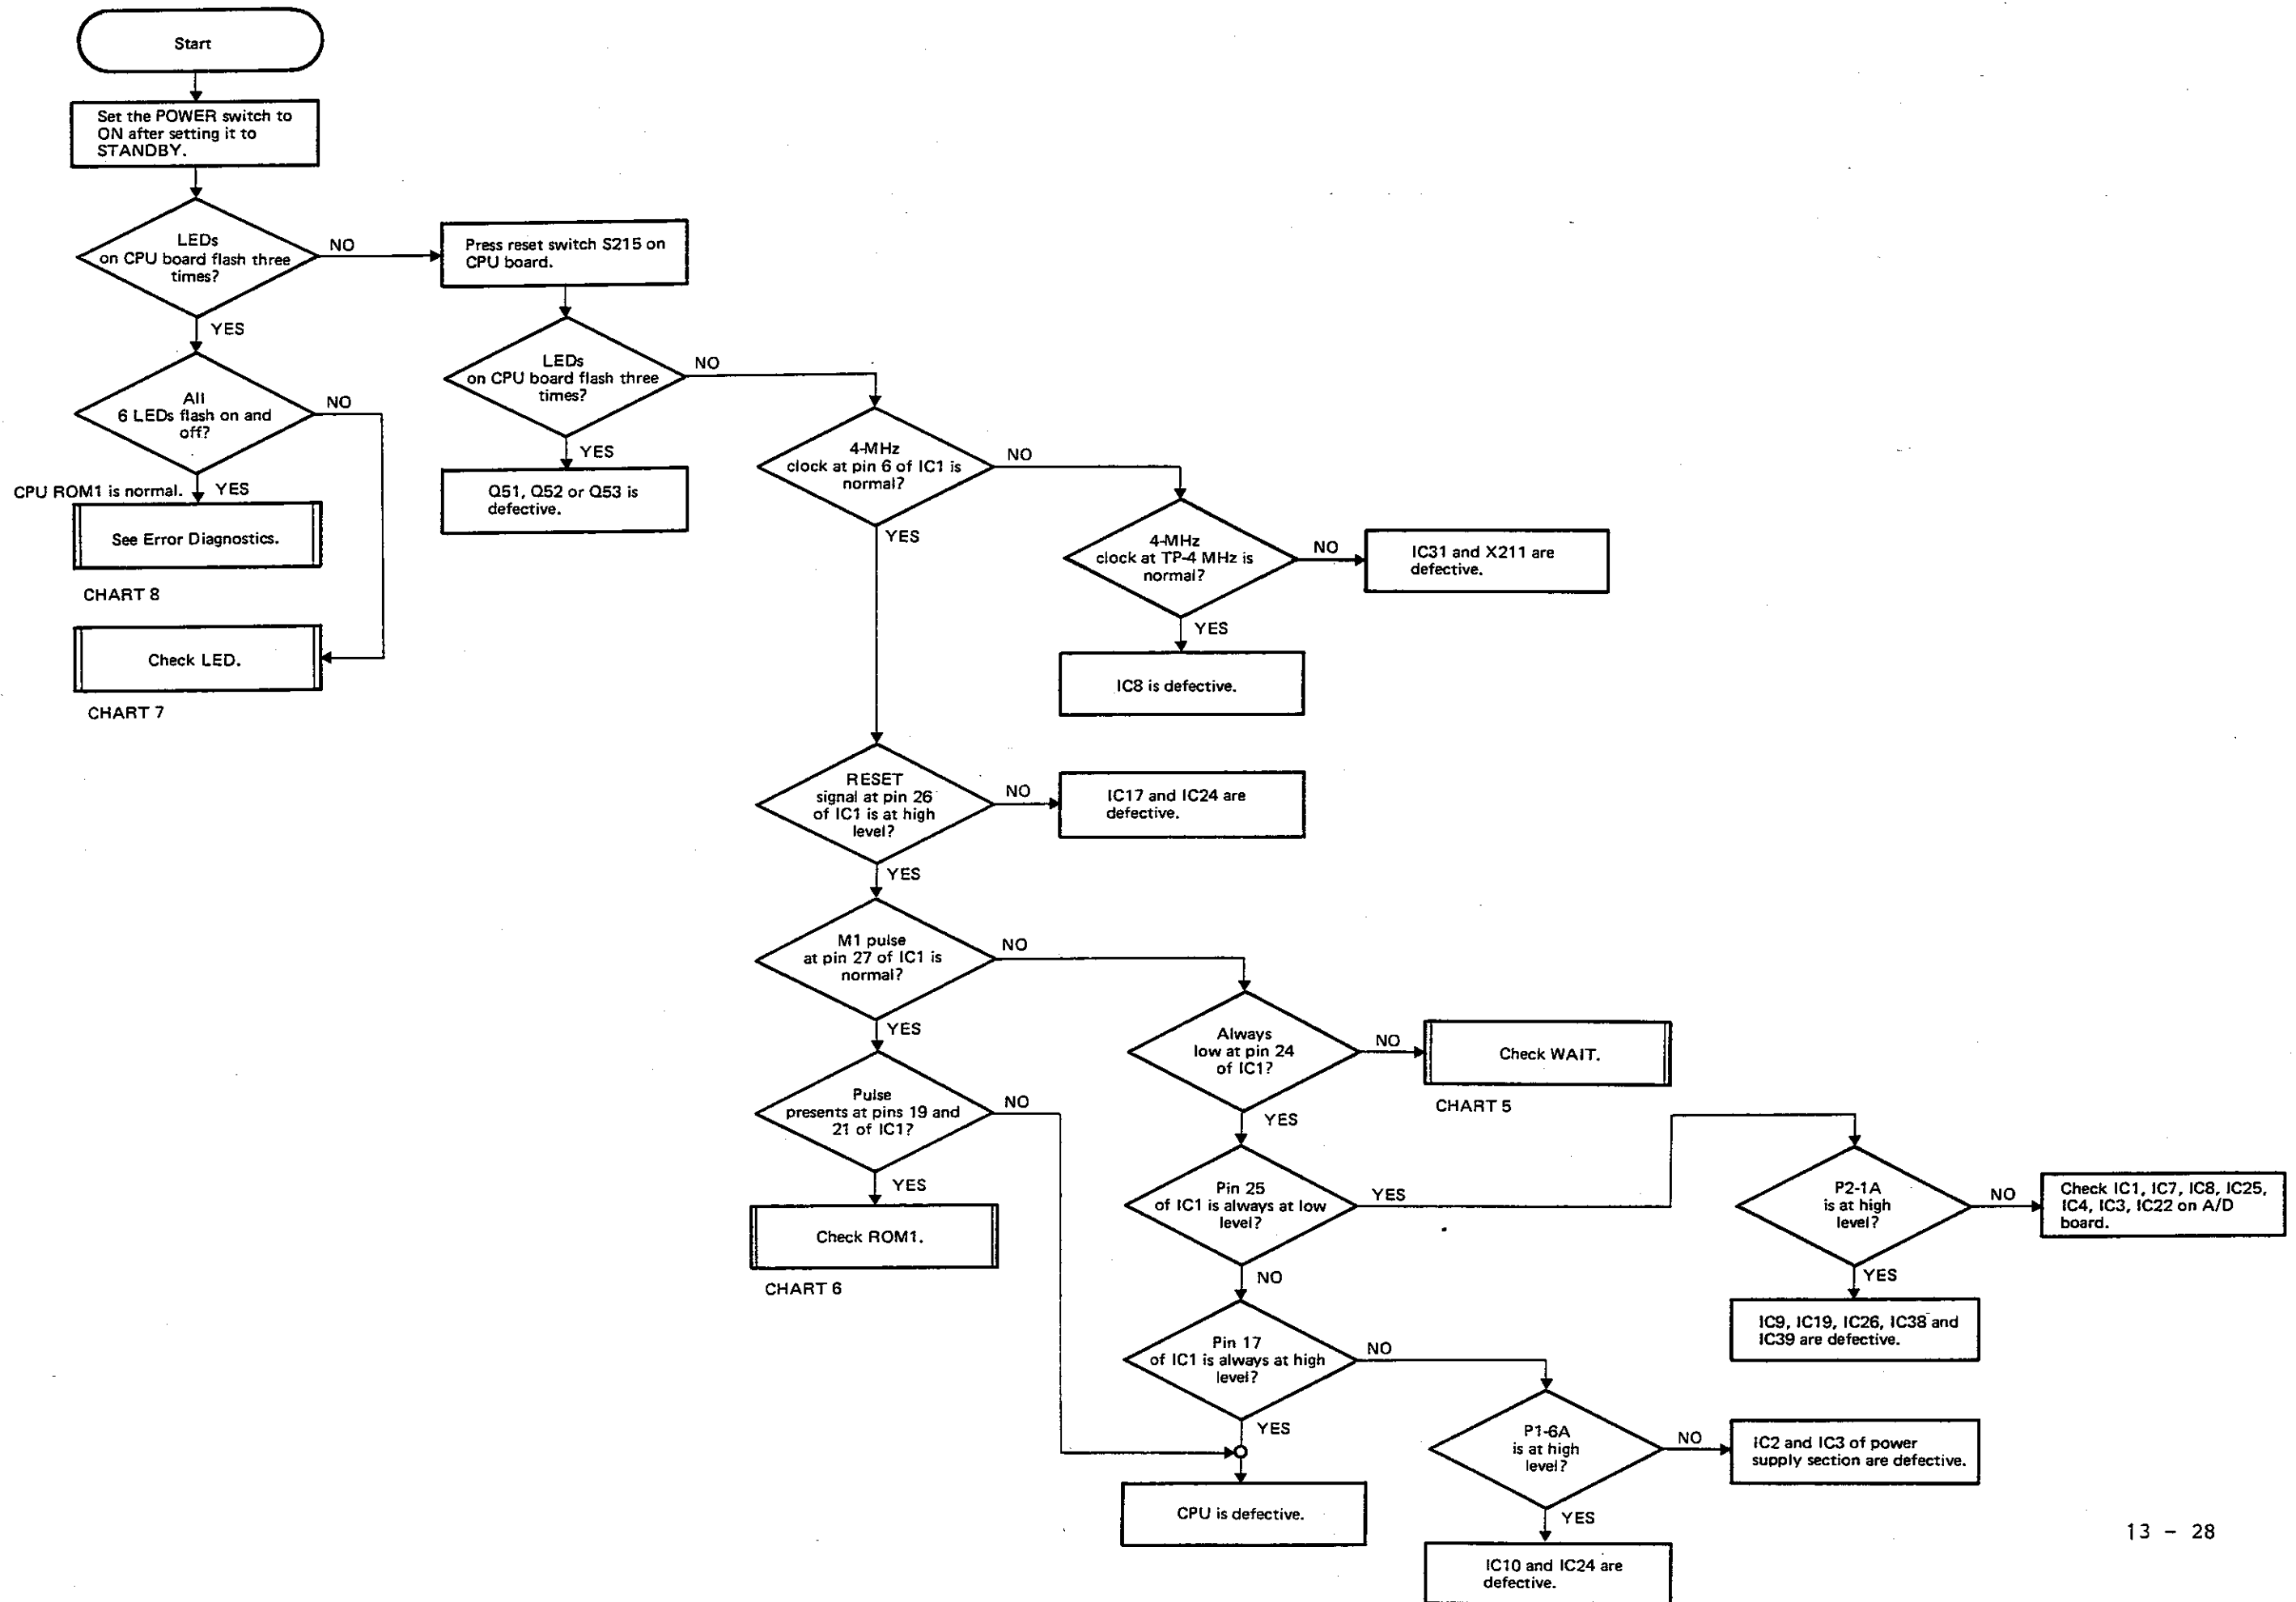 Start
Set the POWER switch to
ON after setting it to
STANDBY.
LEDs
on CPU board flash three
times?
NO
YES
Press reset switch S215 on
CPU board.
LEDs
on CPU board flash three
times?
NO
YES
Q51, Q52 or Q53 is
defective.
All
6 LEDs flash on and
off?
NO
YES
CPU ROM1 is normal.
See Error Diagnostics.
CHART 8
Check LED.
CHART 7
4-MHz
clock at pin 6 of IC1 is
normal?
NO
YES
4-MHz
clock at TP-4 MHz is
normal?
NO
YES
IC31 and X211 are
defective.
IC8 is defective.
RESET
signal at pin 26
of IC1 is at high
level?
NO
YES
IC17 and IC24 are
defective.
M1 pulse
at pin 27 of IC1 is
normal?
NO
YES
Pulse
presents at pins 19 and
21 of IC1?
NO
YES
Check ROM1.
CHART 6
Always
low at pin 24
of IC1?
NO
YES
Check WAIT.
CHART 5
Pin 25
of IC1 is always at low
level?
YES
NO
P2-1A
is at high
level?
NO
YES
Check IC1, IC7, IC8, IC25,
IC4, IC3, IC22 on A/D
board.
IC9, IC19, IC26, IC38 and
IC39 are defective.
Pin 17
of IC1 is always at high
level?
NO
YES
CPU is defective.
P1-6A
is at high
level?
NO
YES
IC2 and IC3 of power
supply section are defective.
IC10 and IC24 are
defective.
13 - 28